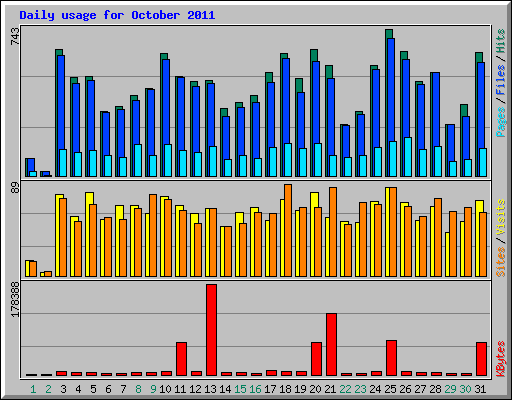 Daily usage for October 2011
743
Pages / Files / Hits
89
Sites / Visits
178388
KBytes
1 2 3 4 5 6 7 8 9 10 11 12 13 14 15 16 17 18 19 20 21 22 23 24 25 26 27 28 29 30 31